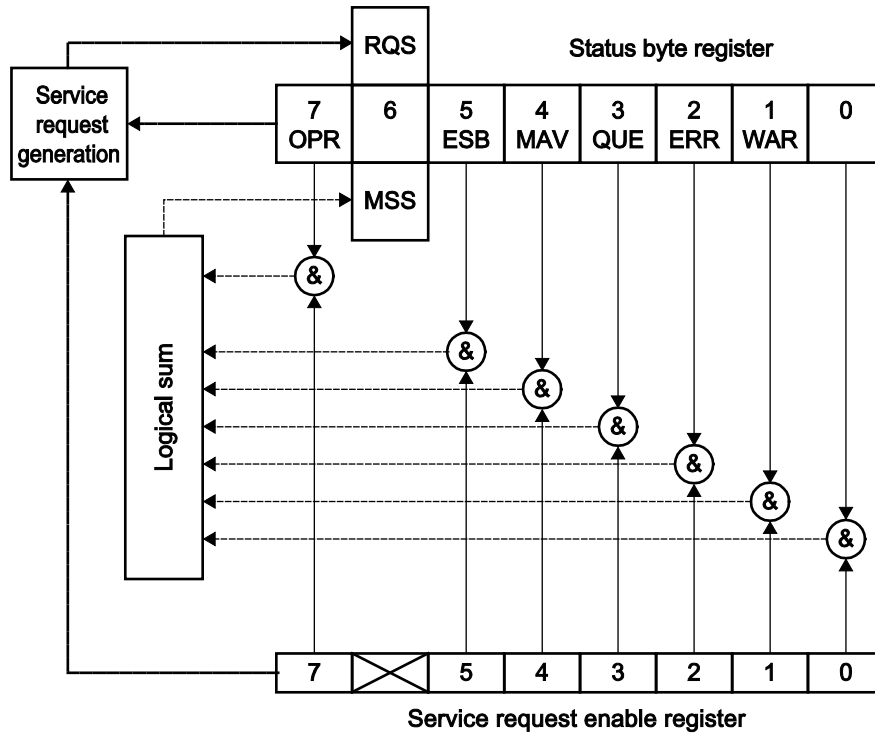 RQS
Status byte register
Service
request
generation
7 6 5 4 3 2 1 0
OPR ESB MAV QUE ERR WAR
MSS
&
&
&
&
&
&
&
Logical sum
7 5 4 3 2 1 0
Service request enable register